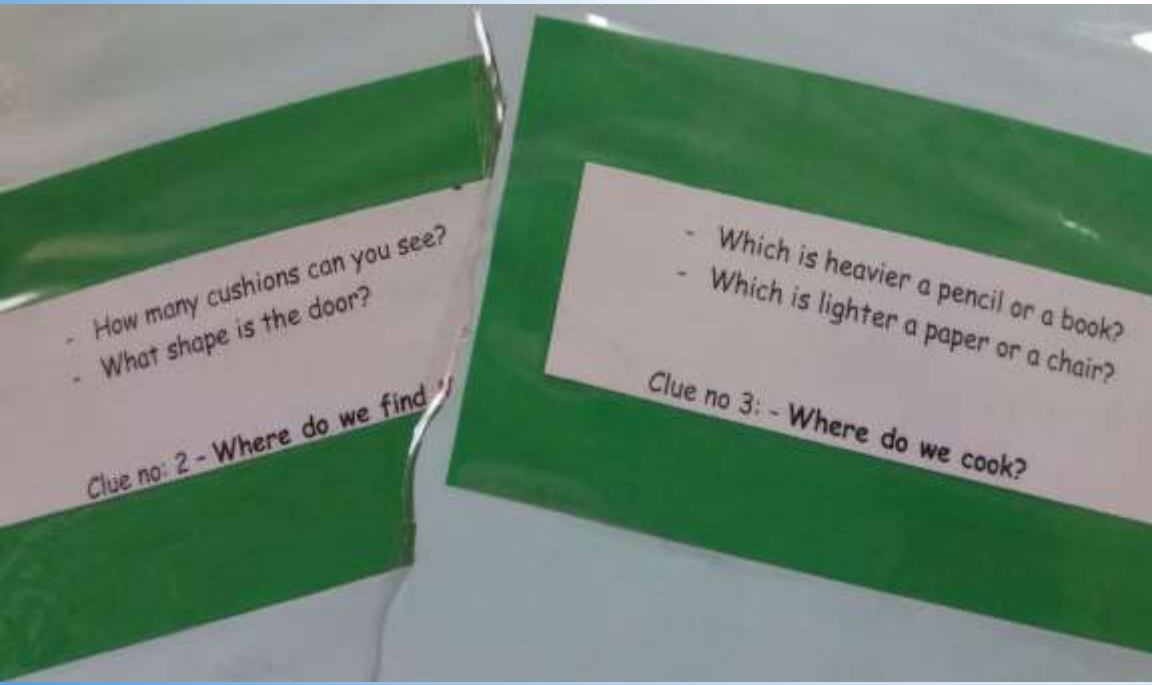 - How many cushions can you see?
- What shape is the door?
Clue no: 2 - Where do we find
- Which is heavier a pencil or a book?
- Which is lighter a paper or a chair?
Clue no 3: - Where do we cook?